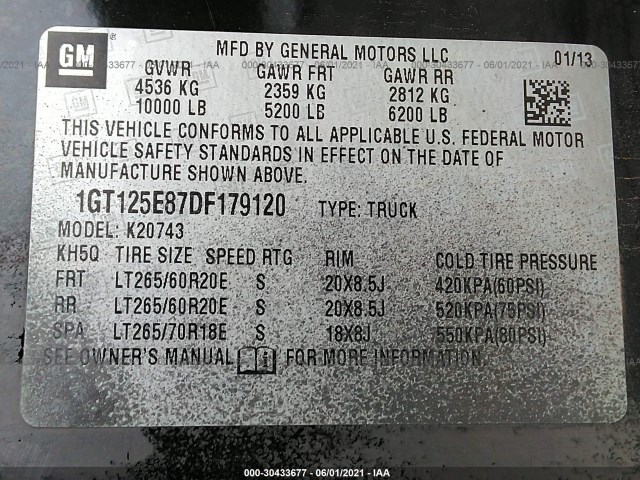 GM
MFD BY GENERAL MOTORS LLC 01/13
GVWR GAWR FRT GAWR RR
4536 KG 2359 KG 2812 KG
10000 LB 5200 LB 6200 LB
THIS VEHICLE CONFORMS TO ALL APPLICABLE U.S. FEDERAL MOTOR
VEHICLE SAFETY STANDARDS IN EFFECT ON THE DATE OF
MANUFACTURE SHOWN ABOVE.
1GT125E87DF179120 TYPE: TRUCK
MODEL: K20743
KH5Q TIRE SIZE SPEED RTG RIM COLD TIRE PRESSURE
FRT LT265/60R20E S 20X8.5J 420KPA(60PSI)
RR LT265/60R20E S 20X8.5J 520KPA(75PSI)
SPA LT265/70R18E S 18X8J 550KPA(80PSI)
SEE OWNER'S MANUAL FOR MORE INFORMATION.
000-30433677 - 06/01/2021 - IAA